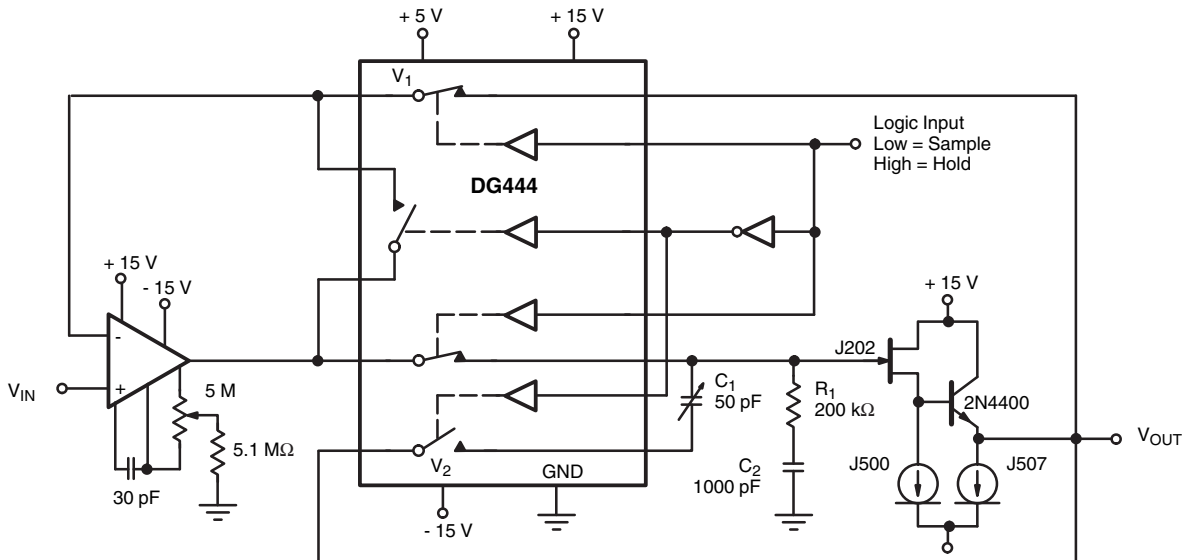 + 5 V
+ 15 V
V1
Logic Input
Low = Sample
High = Hold
DG444
+ 15 V
- 15 V
-
+
VIN
5 M
5.1 MΩ
30 pF
+ 15 V
J202
C1
50 pF
R1
200 kΩ
2N4400
VOUT
V2
GND
C2
1000 pF
J500
J507
- 15 V